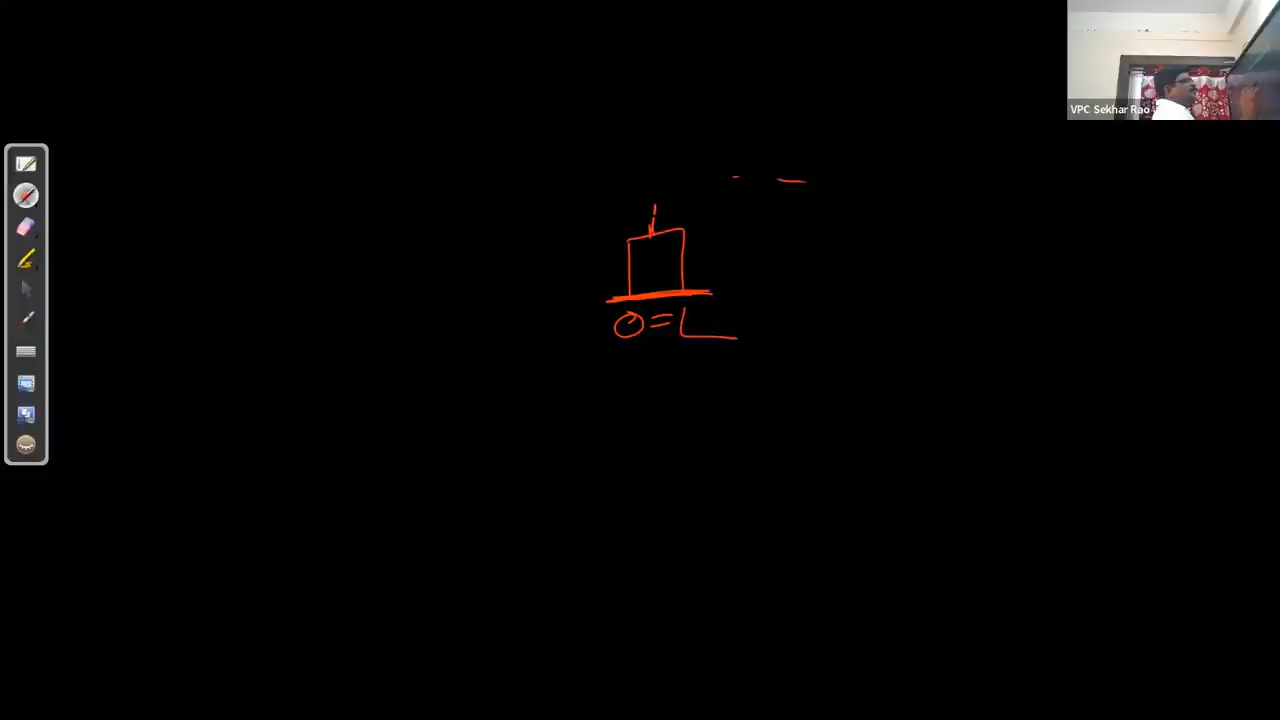 VPC Sekhar Rao
O = L